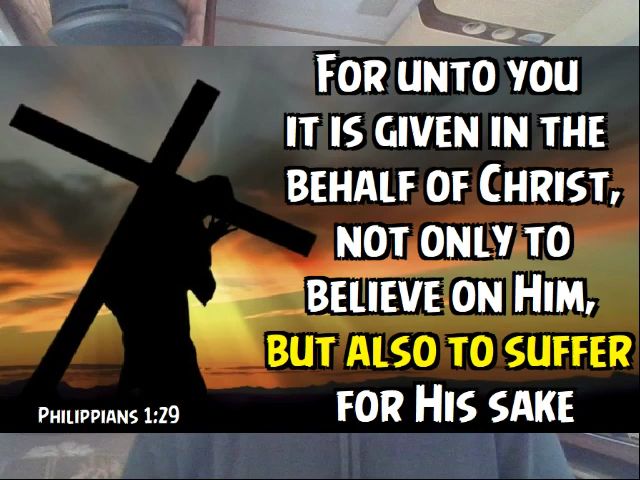 For unto you
it is given in the
behalf of Christ,
not only to
believe on Him,
but also to suffer
for His sake
Philippians 1:29